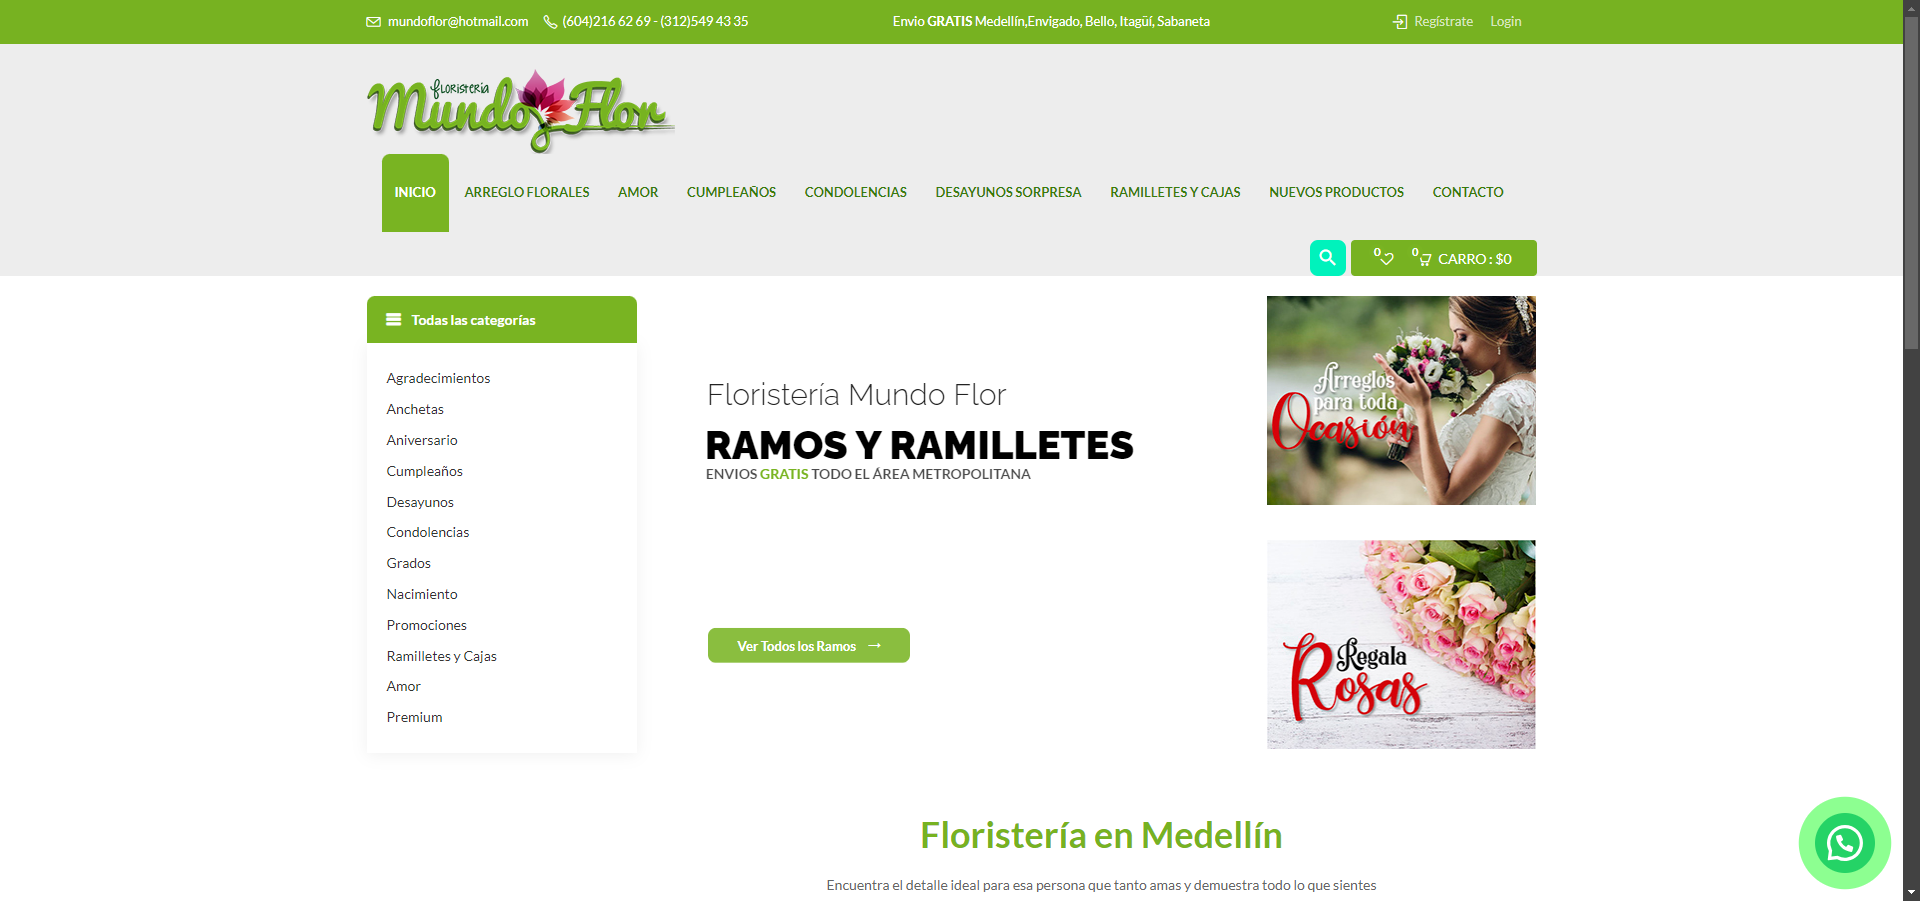 mundoflor@hotmail.com (604)216 62 69 - (312)549 43 35 Envio GRATIS Medellín,Envigado, Bello, Itagüí, Sabaneta Regístrate Login
FLORISTERÍA
Mundo Flor
INICIO ARREGLO FLORALES AMOR CUMPLEAÑOS CONDOLENCIAS DESAYUNOS SORPRESA RAMILLETES Y CAJAS NUEVOS PRODUCTOS CONTACTO
0 0 CARRO : $0
Todas las categorías
Agradecimientos
Anchetas
Aniversario
Cumpleaños
Desayunos
Condolencias
Grados
Nacimiento
Promociones
Ramilletes y Cajas
Amor
Premium
Floristería Mundo Flor
RAMOS Y RAMILLETES
ENVIOS GRATIS TODO EL ÁREA METROPOLITANA
Ver Todos los Ramos →
Arreglos
para toda
Ocasión
Regala
Rosas
Floristería en Medellín
Encuentra el detalle ideal para esa persona que tanto amas y demuestra todo lo que sientes